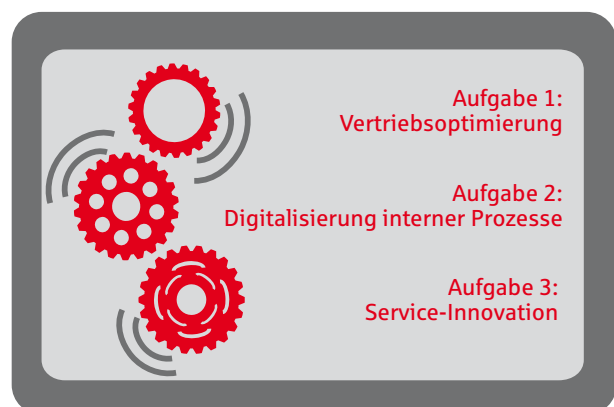 Aufgabe 1:
Vertriebsoptimierung
Aufgabe 2:
Digitalisierung interner Prozesse
Aufgabe 3:
Service-Innovation